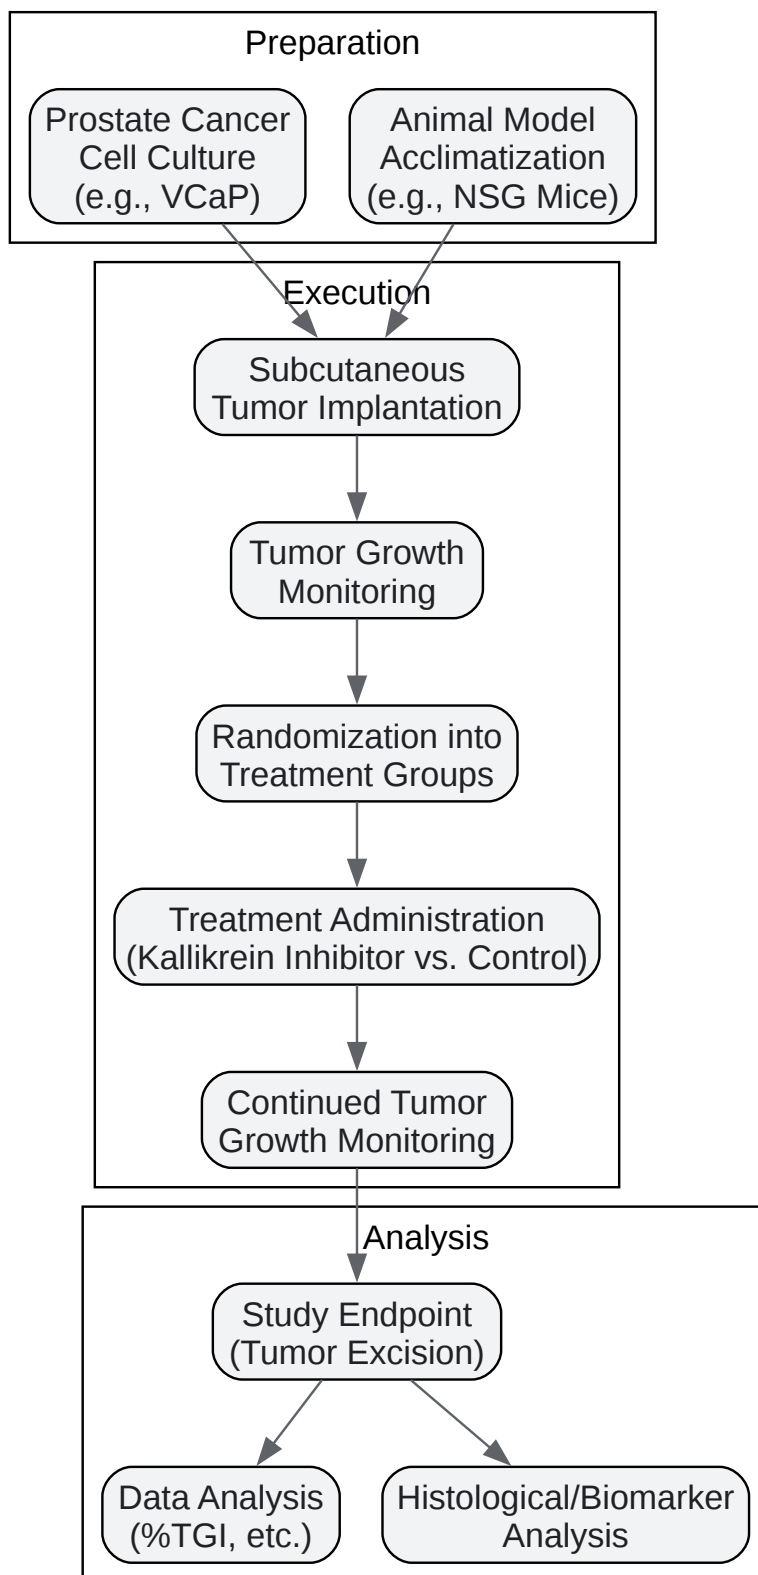 Preparation
Prostate Cancer
Cell Culture
(e.g., VCaP)
Animal Model
Acclimatization
(e.g., NSG Mice)
Execution
Subcutaneous
Tumor Implantation
Tumor Growth
Monitoring
Randomization into
Treatment Groups
Treatment Administration
(Kallikrein Inhibitor vs. Control)
Continued Tumor
Growth Monitoring
Analysis
Study Endpoint
(Tumor Excision)
Data Analysis
(%TGI, etc.)
Histological/Biomarker
Analysis